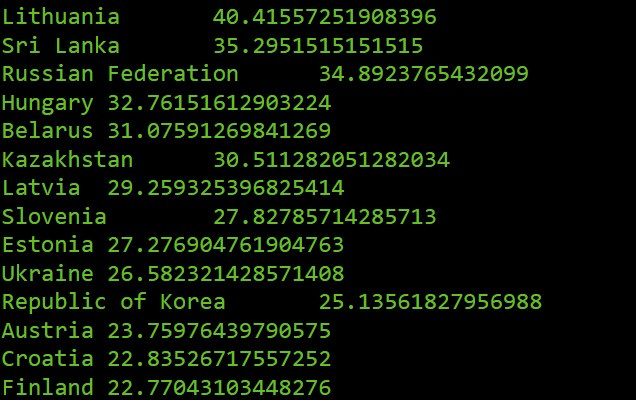 Lithuania 40.41557251908396
Sri Lanka 35.2951515151515
Russian Federation 34.8923765432099
Hungary 32.76151612903224
Belarus 31.07591269841269
Kazakhstan 30.511282051282034
Latvia 29.259325396825414
Slovenia 27.82785714285713
Estonia 27.276904761904763
Ukraine 26.582321428571408
Republic of Korea 25.13561827956988
Austria 23.75976439790575
Croatia 22.83526717557252
Finland 22.77043103448276